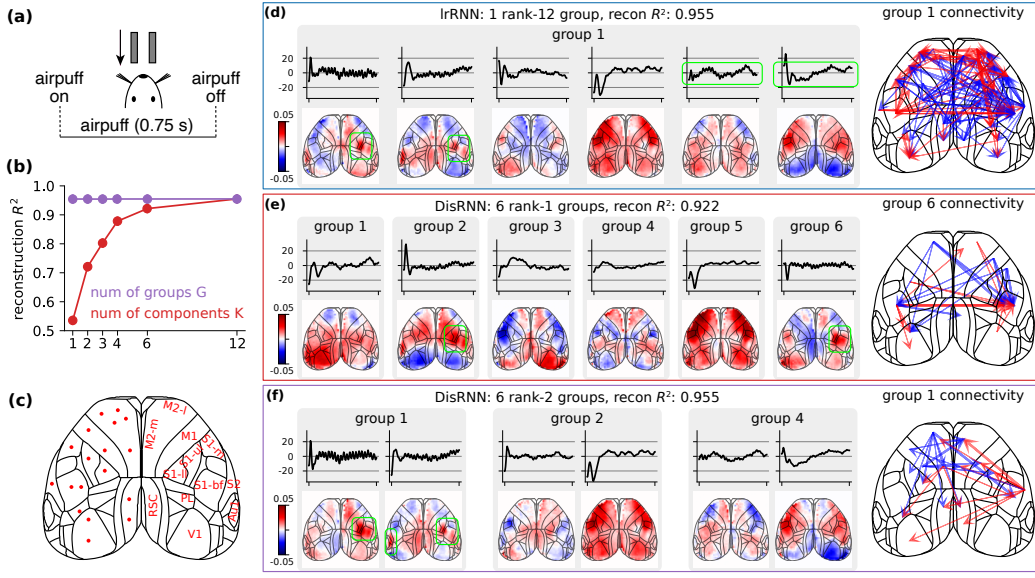 (a)
airpuff
on
airpuff
off
airpuff (0.75 s)
(b)
reconstruction R²
1.0
0.9
0.8
0.7
0.6
0.5
num of groups G
num of components K
1
2
3
4
6
12
(c)
M2-l
M2-m
M1
S1-ul
S1-n
S1-ll
S1-bf
S2
PL
RSC
Au
V1
(d)
lrRNN: 1 rank-12 group, recon R²: 0.955
group 1
20
0
-20
0.05
-0.05
group 1 connectivity
(e)
DisRNN: 6 rank-1 groups, recon R²: 0.922
group 1
group 2
group 3
group 4
group 5
group 6
20
0
-20
0.05
-0.05
group 6 connectivity
(f)
DisRNN: 6 rank-2 groups, recon R²: 0.955
group 1
group 2
group 4
20
0
-20
0.05
-0.05
group 1 connectivity